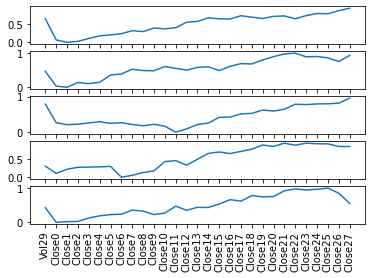 0.5
0.0
1
0
1
0
0.5
0.0
1
0
Vol29
Close0
Close1
Close2
Close3
Close4
Close5
Close6
Close7
Close8
Close9
Close10
Close11
Close12
Close13
Close14
Close15
Close16
Close17
Close18
Close19
Close20
Close21
Close22
Close23
Close24
Close25
Close26
Close27